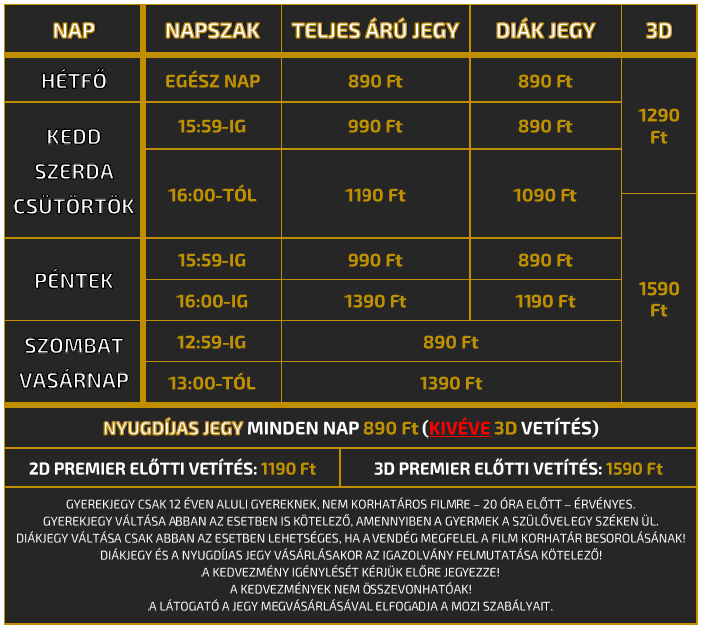 NAP NAPSZAK TELJES ÁRÚ JEGY DIÁK JEGY 3D
HÉTFŐ EGÉSZ NAP 890 Ft 890 Ft
1290
Ft
KEDD
SZERDA
CSÜTÖRTÖK
15:59-IG 990 Ft 890 Ft
16:00-TÓL 1190 Ft 1090 Ft
PÉNTEK
15:59-IG 990 Ft 890 Ft
16:00-IG 1390 Ft 1190 Ft
1590
Ft
SZOMBAT
VASÁRNAP
12:59-IG 890 Ft
13:00-TÓL 1390 Ft
NYUGDÍJAS JEGY MINDEN NAP 890 Ft (KIVÉVE 3D VETÍTÉS)
2D PREMIER ELŐTTI VETÍTÉS: 1190 Ft 3D PREMIER ELŐTTI VETÍTÉS: 1590 Ft
GYEREKJEGY CSAK 12 ÉVEN ALULI GYEREKNEK, NEM KORHATÁROS FILMRE – 20 ÓRA ELŐTT – ÉRVÉNYES.
GYEREKJEGY VÁLTÁSA ABBAN AZ ESETBEN IS KÖTELEZŐ, AMENNYIBEN A GYERMEK A SZÜLŐVEL EGY SZÉKEN ÜL.
DIÁKJEGY VÁLTÁSA CSAK ABBAN AZ ESETBEN LEHETSÉGES, HA A VENDÉG MEGFELEL A FILM KORHATÁR BESOROLÁSÁNAK!
DIÁKJEGY ÉS A NYUGDÍJAS JEGY VÁSÁRLÁSAKOR AZ IGAZOLVÁNY FELMUTATÁSA KÖTELEZŐ!
A KEDVEZMÉNY IGÉNYLÉSÉT KÉRJÜK ELŐRE JEGYEZZE!
A KEDVEZMÉNYEK NEM ÖSSZEVONHATÓAK!
A LÁTOGATÓ A JEGY MEGVÁSÁRLÁSÁVAL ELFOGADJA A MOZI SZABÁLYAIT.